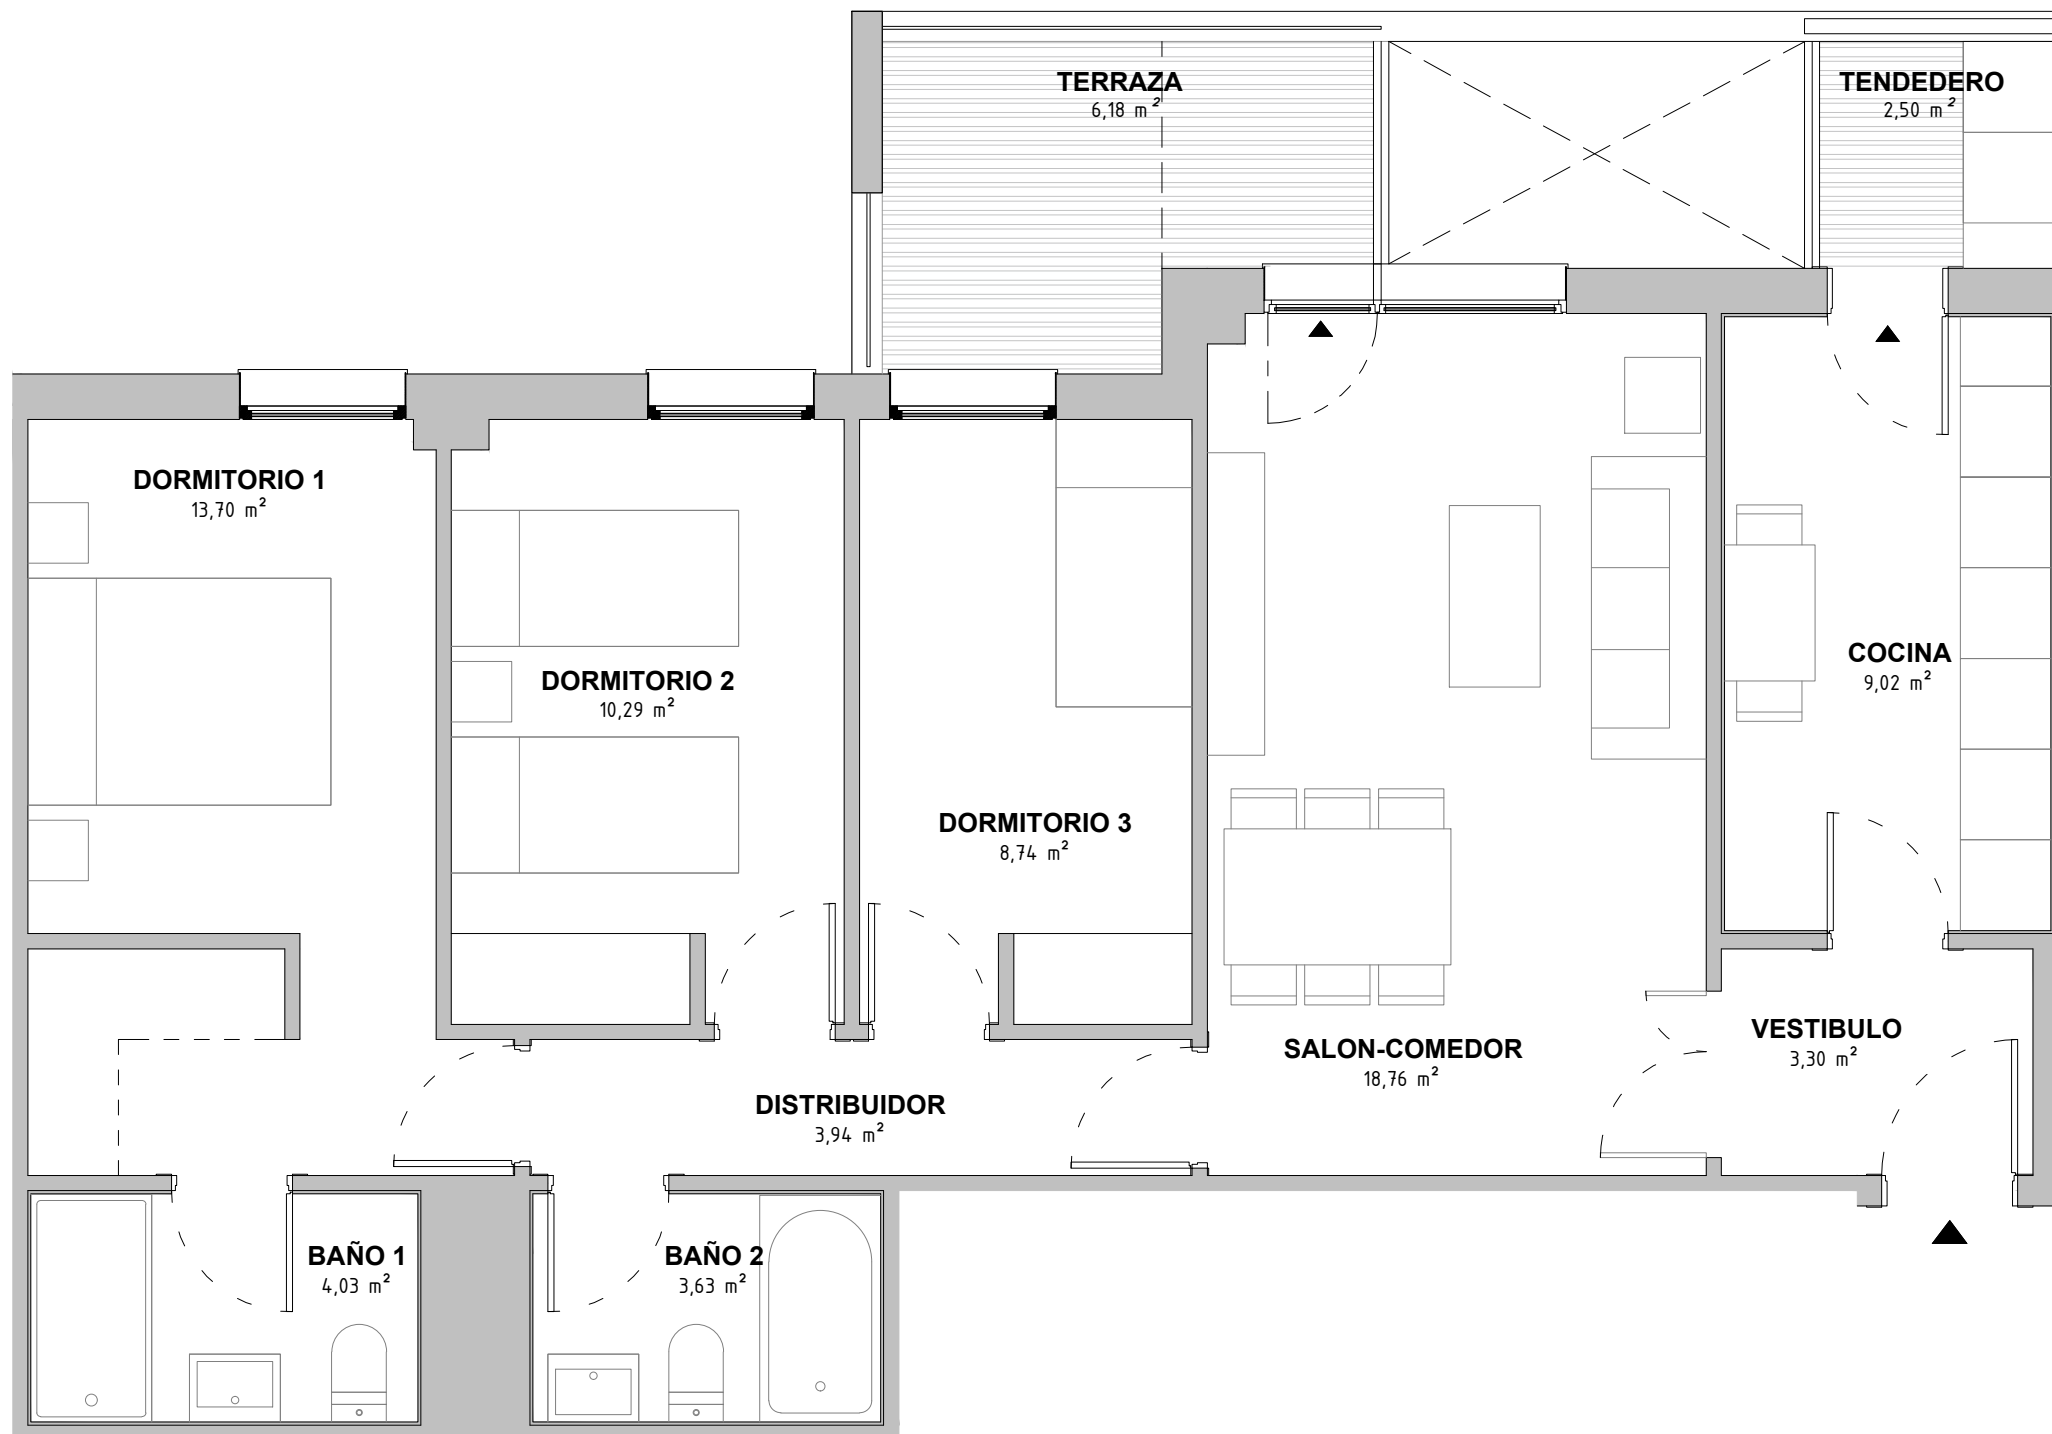 TERRAZA
6,18 m²
TENDEDERO
2,50 m²
DORMITORIO 1
13,70 m²
DORMITORIO 2
10,29 m²
COCINA
9,02 m²
DORMITORIO 3
8,74 m²
SALON-COMEDOR
18,76 m²
VESTIBULO
3,30 m²
DISTRIBUIDOR
3,94 m²
BAÑO 1
4,03 m²
BAÑO 2
3,63 m²